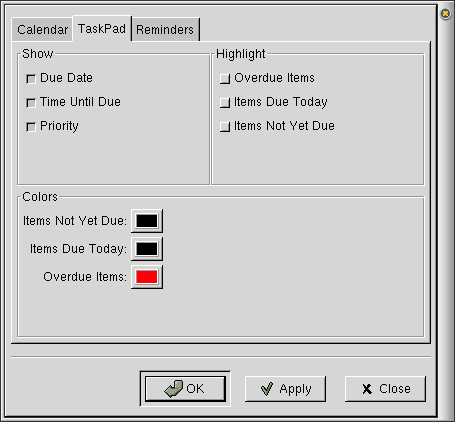 Calendar TaskPad Reminders
Show
Due Date
Time Until Due
Priority
Highlight
Overdue Items
Items Due Today
Items Not Yet Due
Colors
Items Not Yet Due:
Items Due Today:
Overdue Items:
OK Apply Close